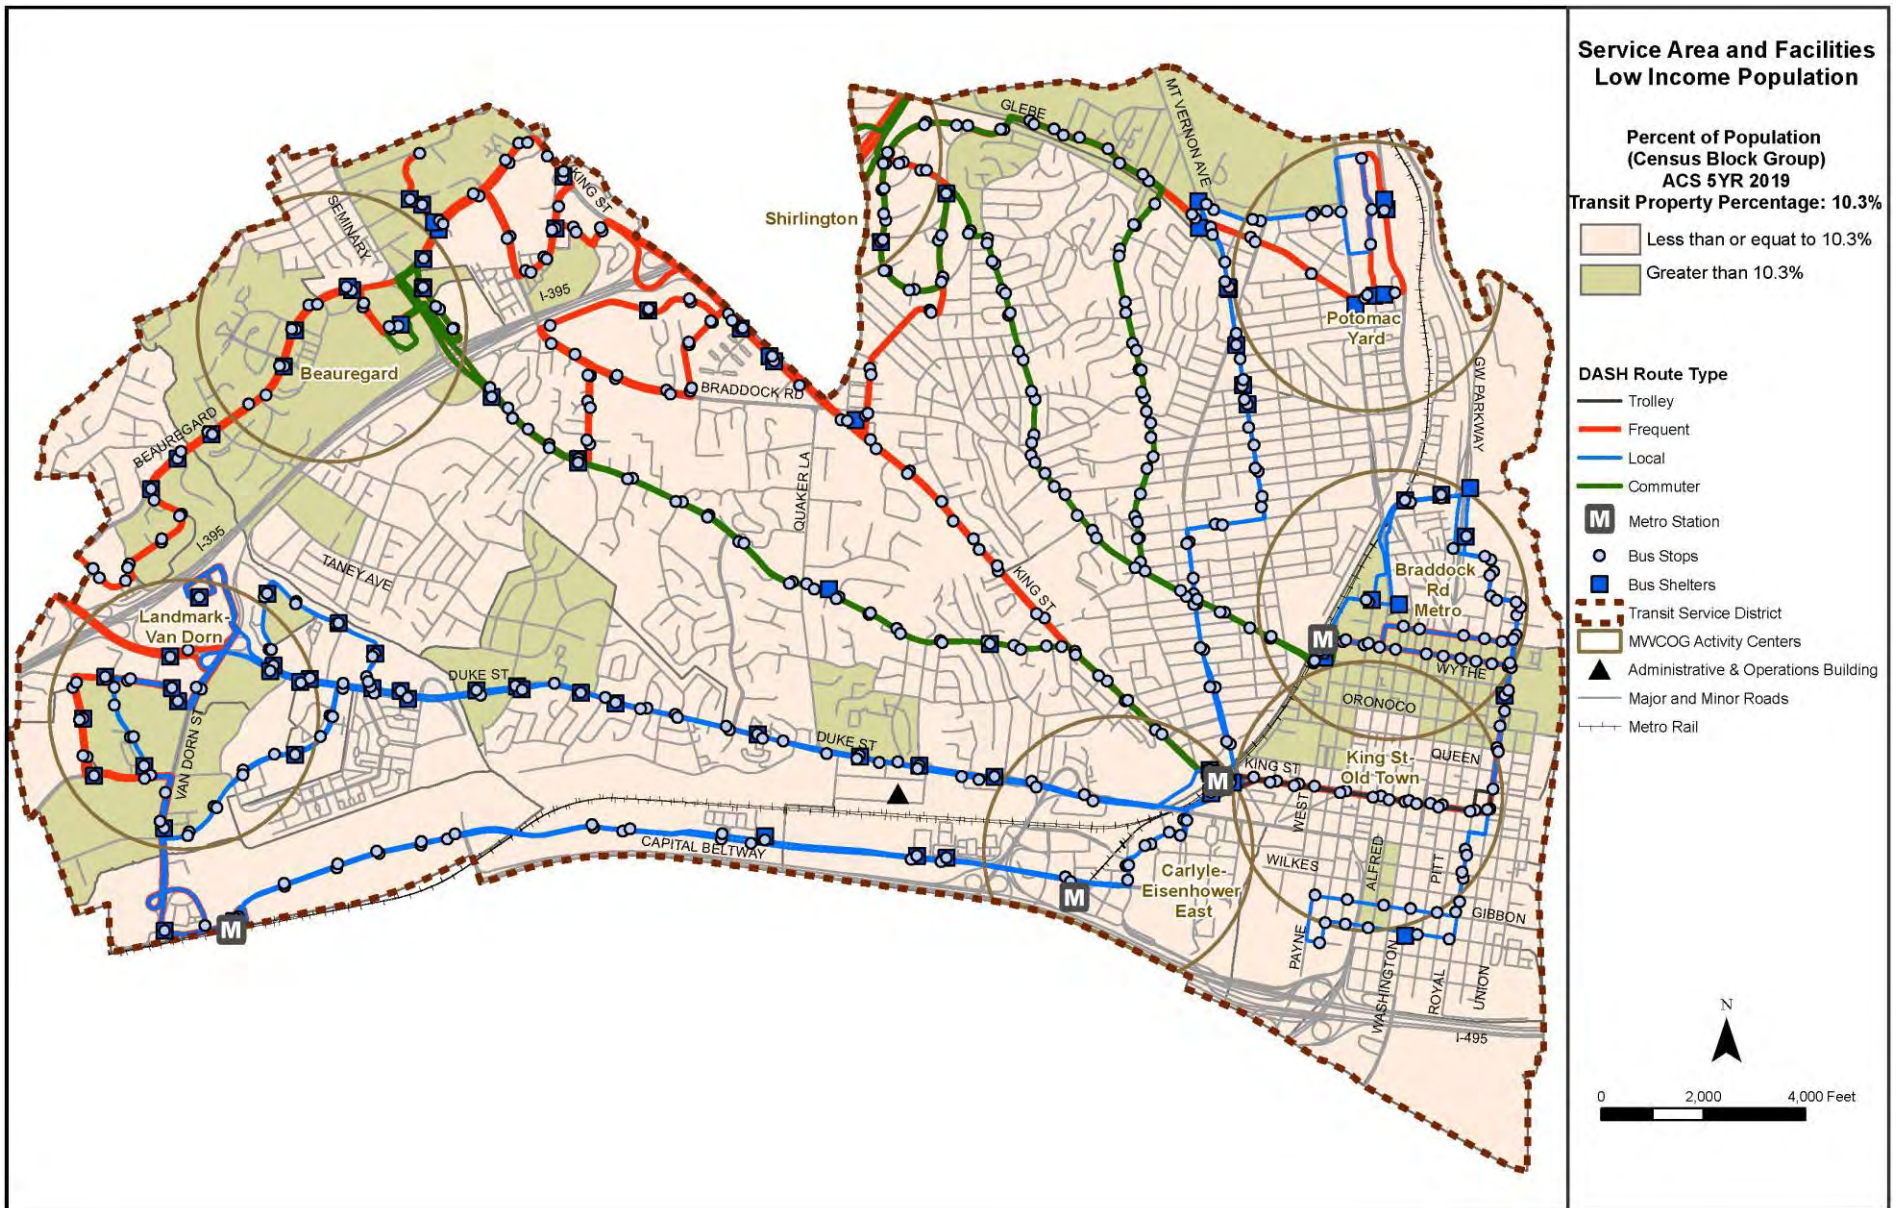 Service Area and Facilities
Low Income Population
Percent of Population
(Census Block Group)
ACS 5YR 2019
Transit Property Percentage: 10.3%
Less than or equat to 10.3%
Greater than 10.3%
DASH Route Type
Trolley
Frequent
Local
Commuter
M Metro Station
Bus Stops
Bus Shelters
Transit Service District
MWCOG Activity Centers
Administrative & Operations Building
Major and Minor Roads
Metro Rail
N
0 2,000 4,000 Feet
GLEBE
MT VERNON AVE
KING ST
SEMINARY
Shirlington
I-395
Potomac
Yard
Beauregard
BRADDOCK RD
GW PARKWAY
BEAUREGARD
QUAKER LA
I-395
TANEY AVE
KING ST
Braddock
Rd
Metro
Landmark-
Van Dorn
M
WYTHE
DUKE ST
ORONOCO
VAN DORN ST
DUKE ST
QUEEN
King St-
Old Town
KING ST
M
WEST
CAPITAL BELTWAY
WILKES
ALFRED
PITT
Carlyle-
Eisenhower
East
M
GIBBON
M
PAYNE
WASHINGTON
ROYAL
UNION
I-495